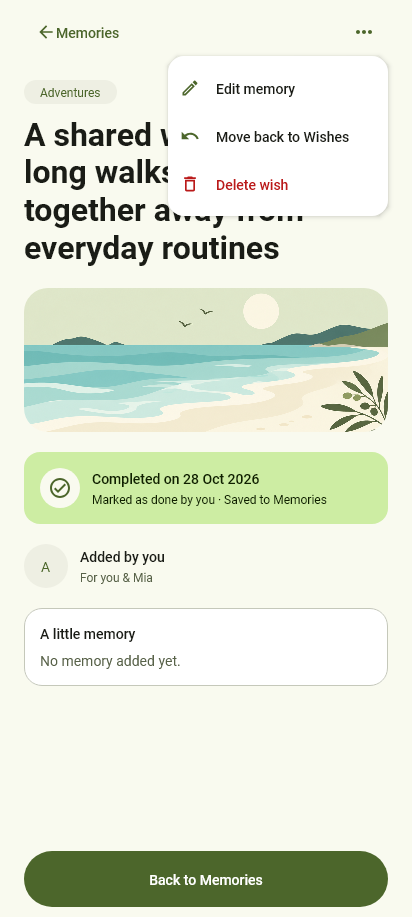 Memories
Adventures
Edit memory
Move back to Wishes
Delete wish
A shared
long walks
together away from
everyday routines
Completed on 28 Oct 2026
Marked as done by you · Saved to Memories
A
Added by you
For you & Mia
A little memory
No memory added yet.
Back to Memories